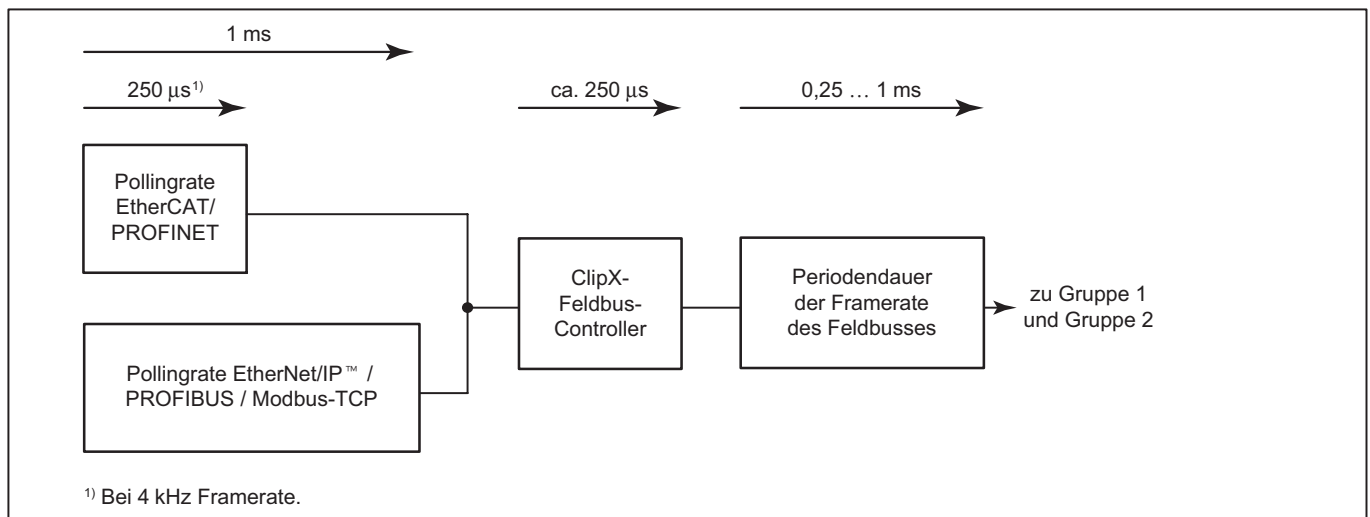 1 ms
250 µs¹⁾
ca. 250 µs
0,25 … 1 ms
Pollingrate
EtherCAT/
PROFINET
ClipX-
Feldbus-
Controller
Periodendauer
der Framerate
des Feldbusses
zu Gruppe 1
und Gruppe 2
Pollingrate EtherNet/IP™ /
PROFIBUS / Modbus-TCP
¹⁾ Bei 4 kHz Framerate.